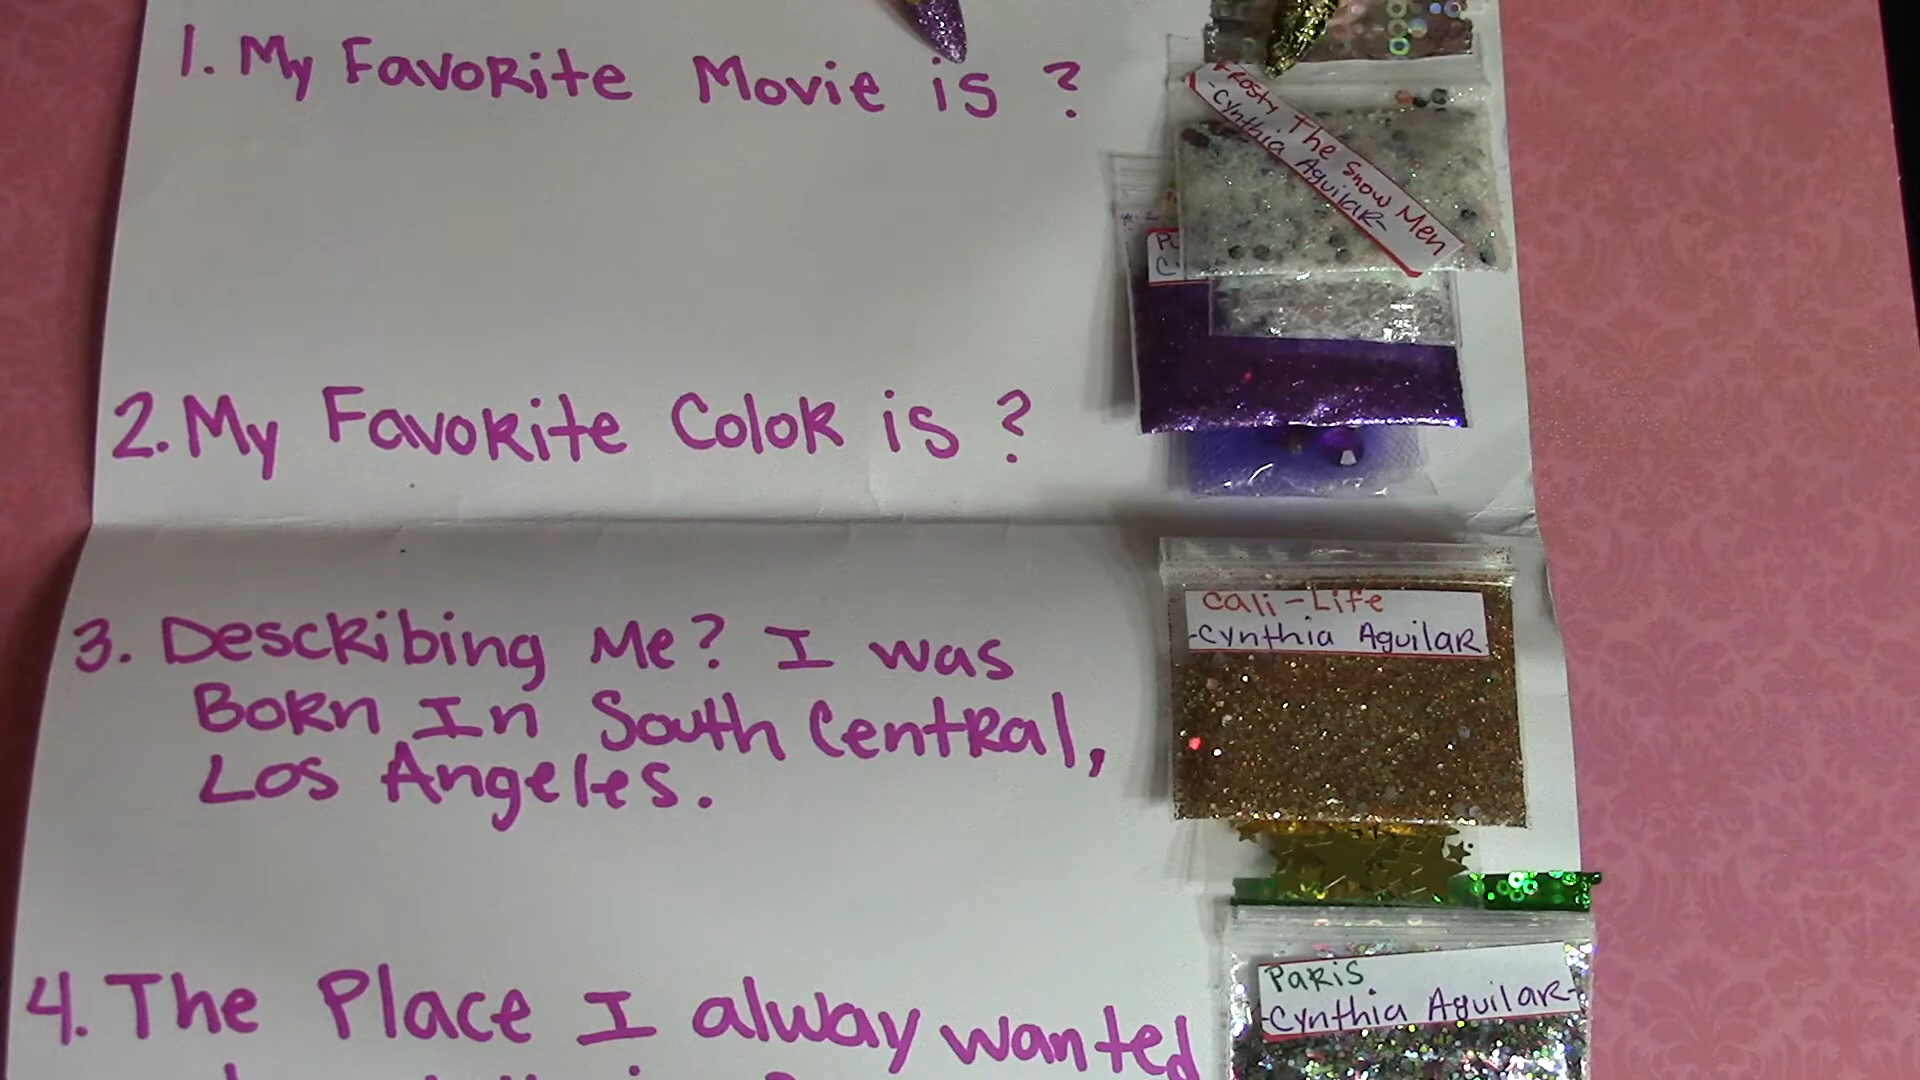 1. My Favorite Movie is ?
Frosty The Snow Men
-Cynthia Aguilar-
2. My Favorite Color is ?
3. Describing Me? I was
Born In South Central,
Los Angeles.
Cali-Life
-Cynthia Aguilar
4. The Place I alway wanted
Paris
-Cynthia Aguilar-